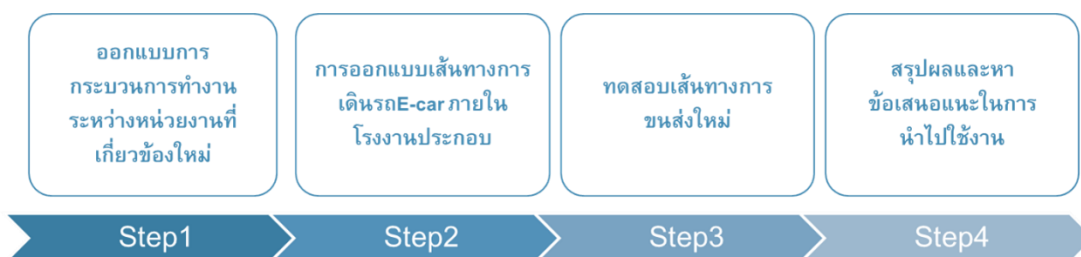 ออกแบบการ
กระบวนการทำงาน
ระหว่างหน่วยงานที่
เกี่ยวข้องใหม่
การออกแบบเส้นทางการ
เดินรถE-car ภายใน
โรงงานประกอบ
ทดสอบเส้นทางการ
ขนส่งใหม่
สรุปผลและหา
ข้อเสนอแนะในการ
นำไปใช้งาน
Step1
Step2
Step3
Step4